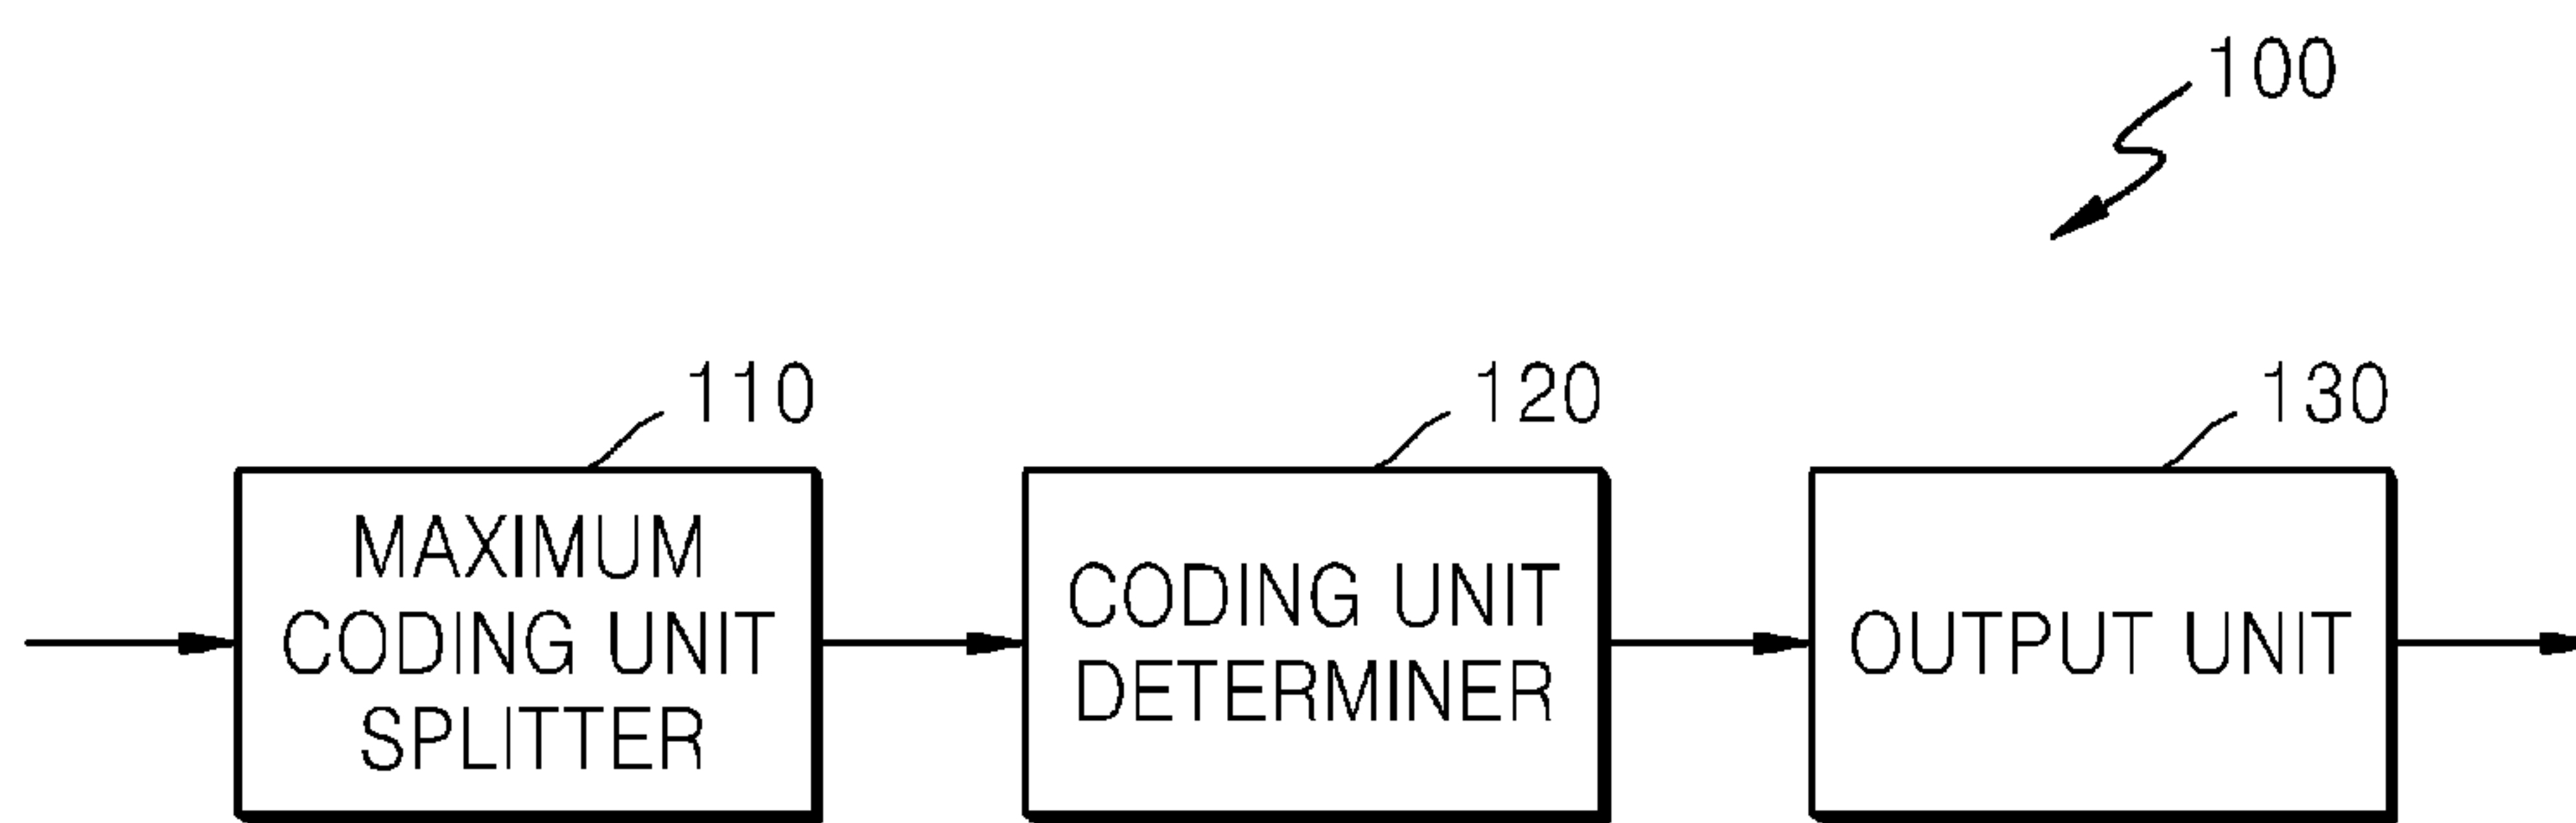 100
110
120
130
MAXIMUM
CODING UNIT
SPLITTER
CODING UNIT
DETERMINER
OUTPUT UNIT